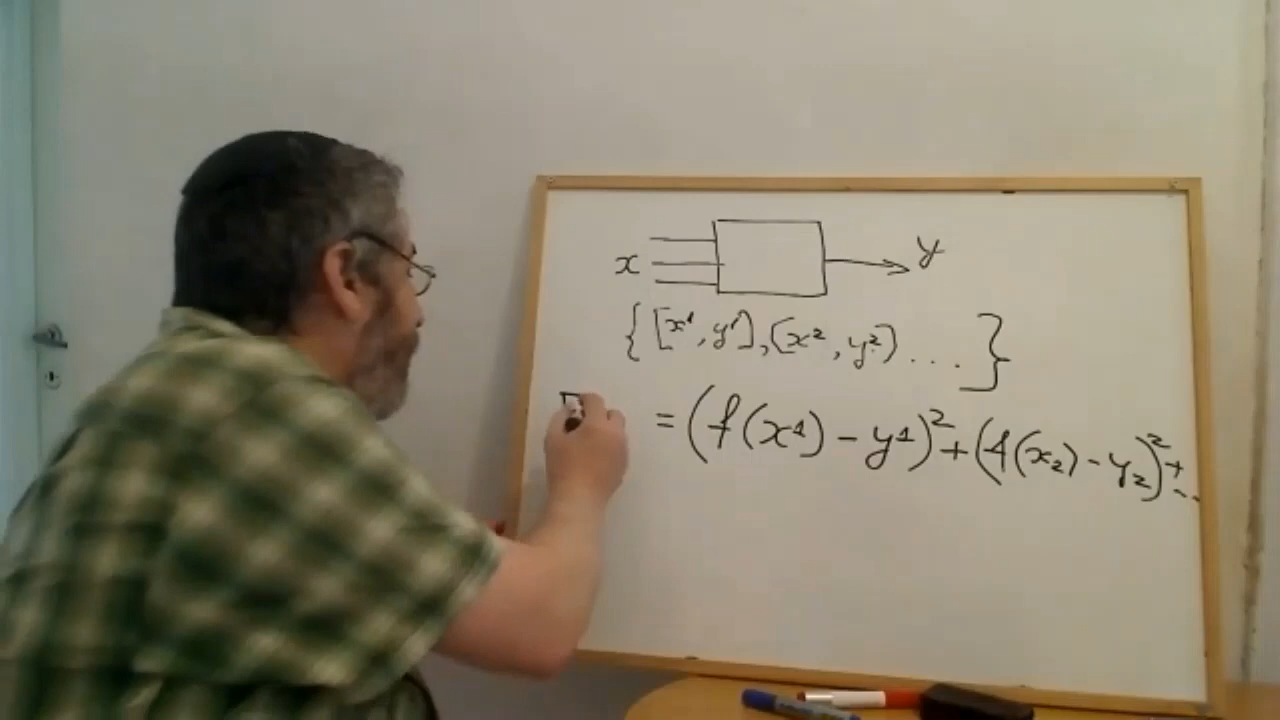 x y
{ [x¹, y¹], (x², y²) ... }
= (f(x¹) - y¹)² + (f(x₂) - y₂)² + ...